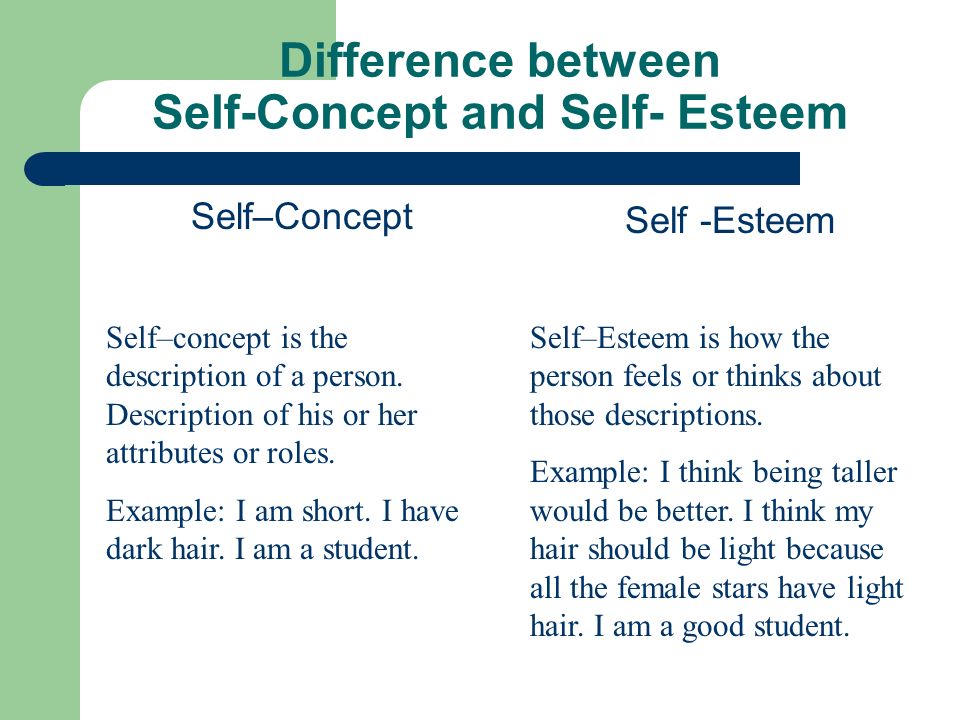 Difference between
Self-Concept and Self- Esteem
Self–Concept
Self–concept is the
description of a person.
Description of his or her
attributes or roles.
Example: I am short. I have
dark hair. I am a student.
Self -Esteem
Self–Esteem is how the
person feels or thinks about
those descriptions.
Example: I think being taller
would be better. I think my
hair should be light because
all the female stars have light
hair. I am a good student.